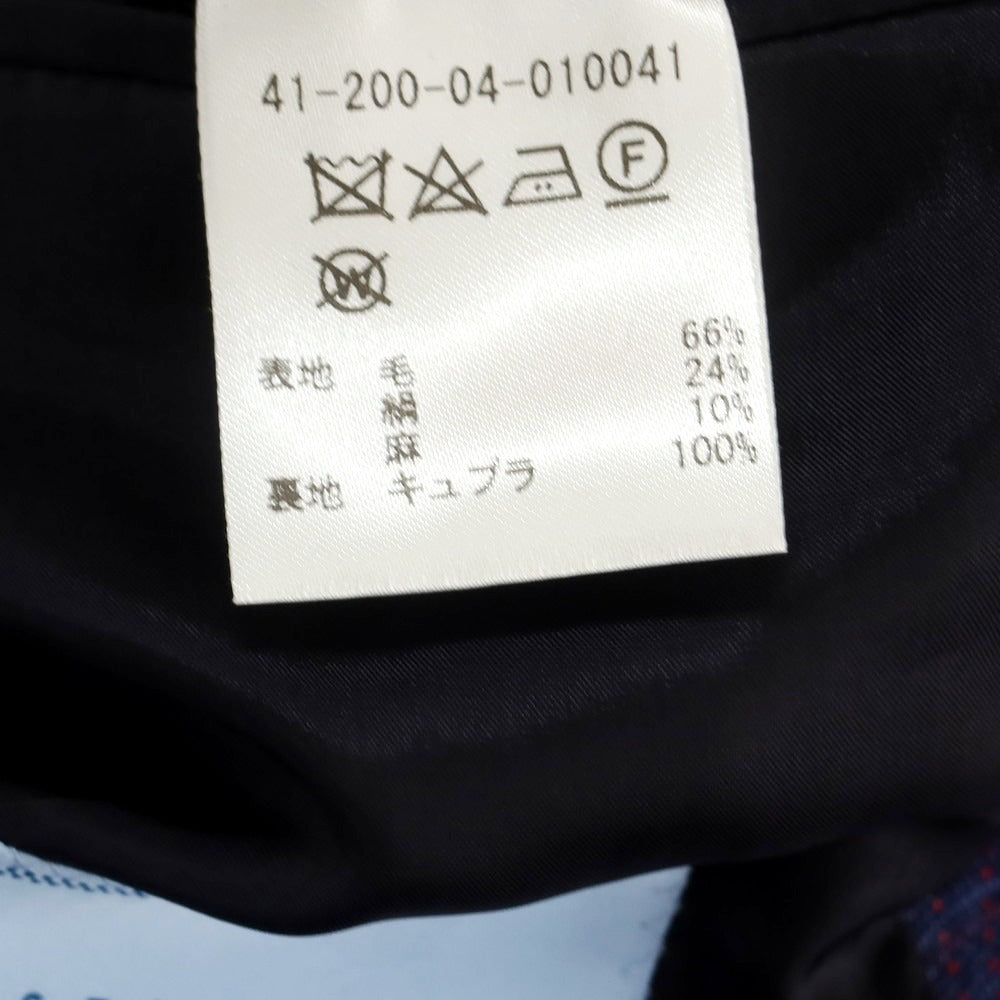 41-200-04-010041
F
W
表地 毛 66%
絹 24%
麻 10%
裏地 キュプラ 100%